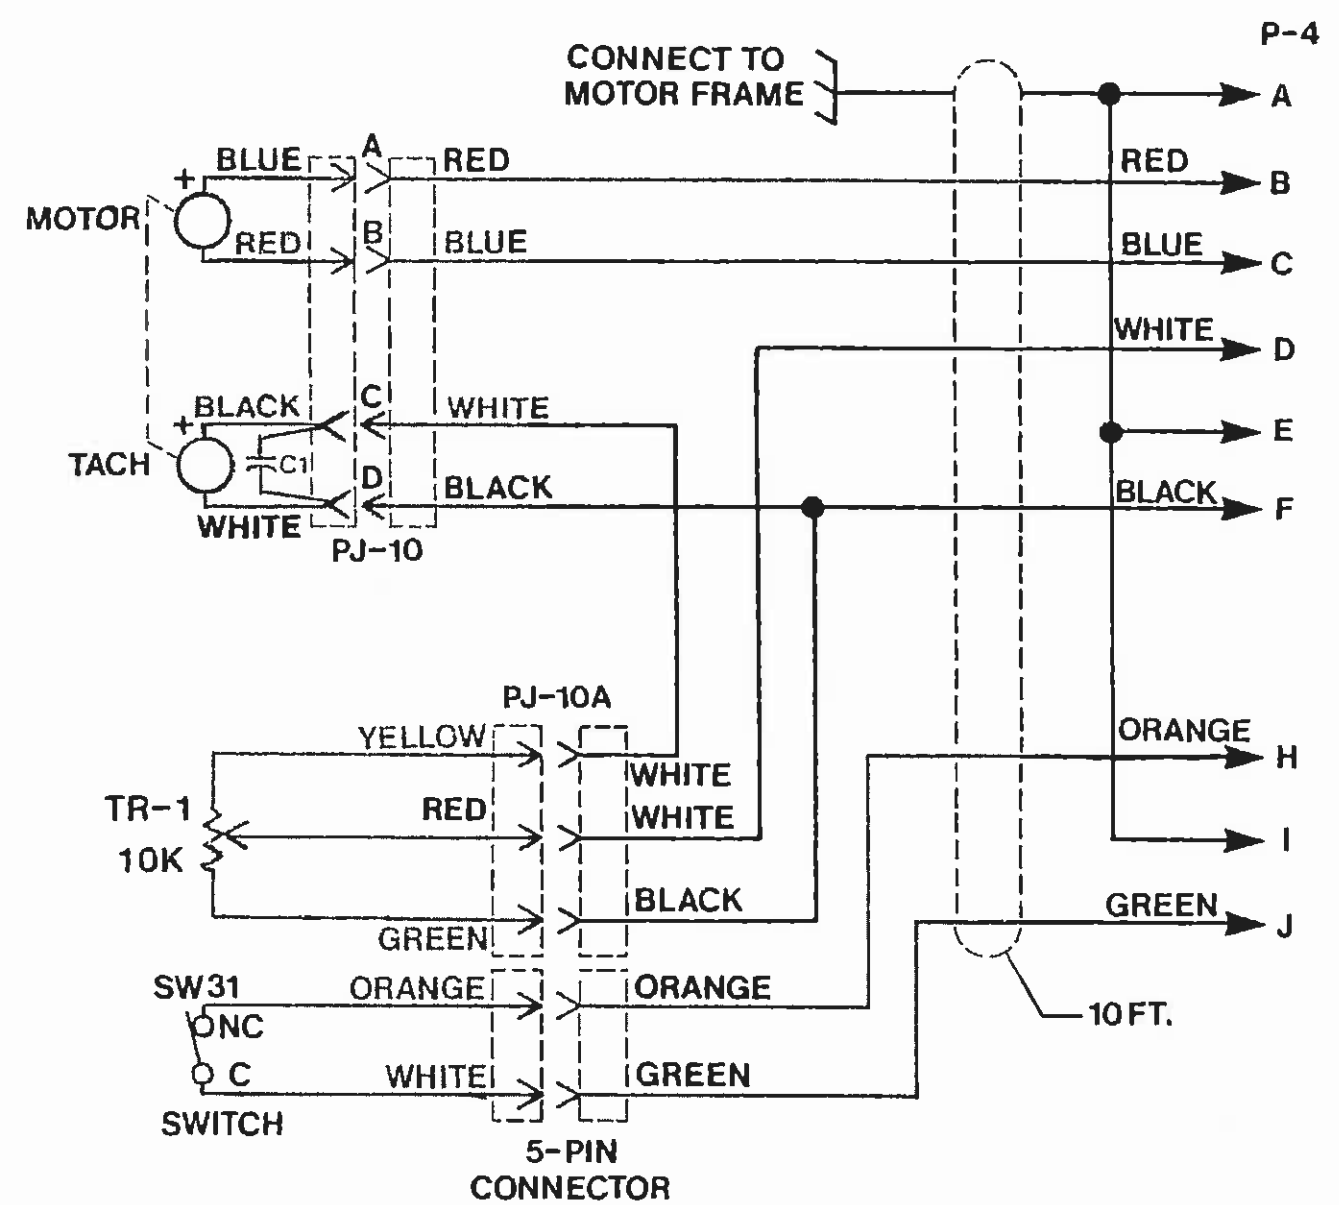 P-4
CONNECT TO
MOTOR FRAME
A
BLUE
A
RED
RED
B
+
MOTOR
RED
B
BLUE
BLUE
C
WHITE
D
+
BLACK
C
WHITE
E
TACH
C1
D
BLACK
BLACK
F
WHITE
PJ-10
PJ-10A
YELLOW
WHITE
ORANGE
H
TR-1
10K
RED
WHITE
I
GREEN
BLACK
GREEN
J
SW31
NC
ORANGE
ORANGE
10 FT.
C
WHITE
GREEN
SWITCH
5-PIN
CONNECTOR